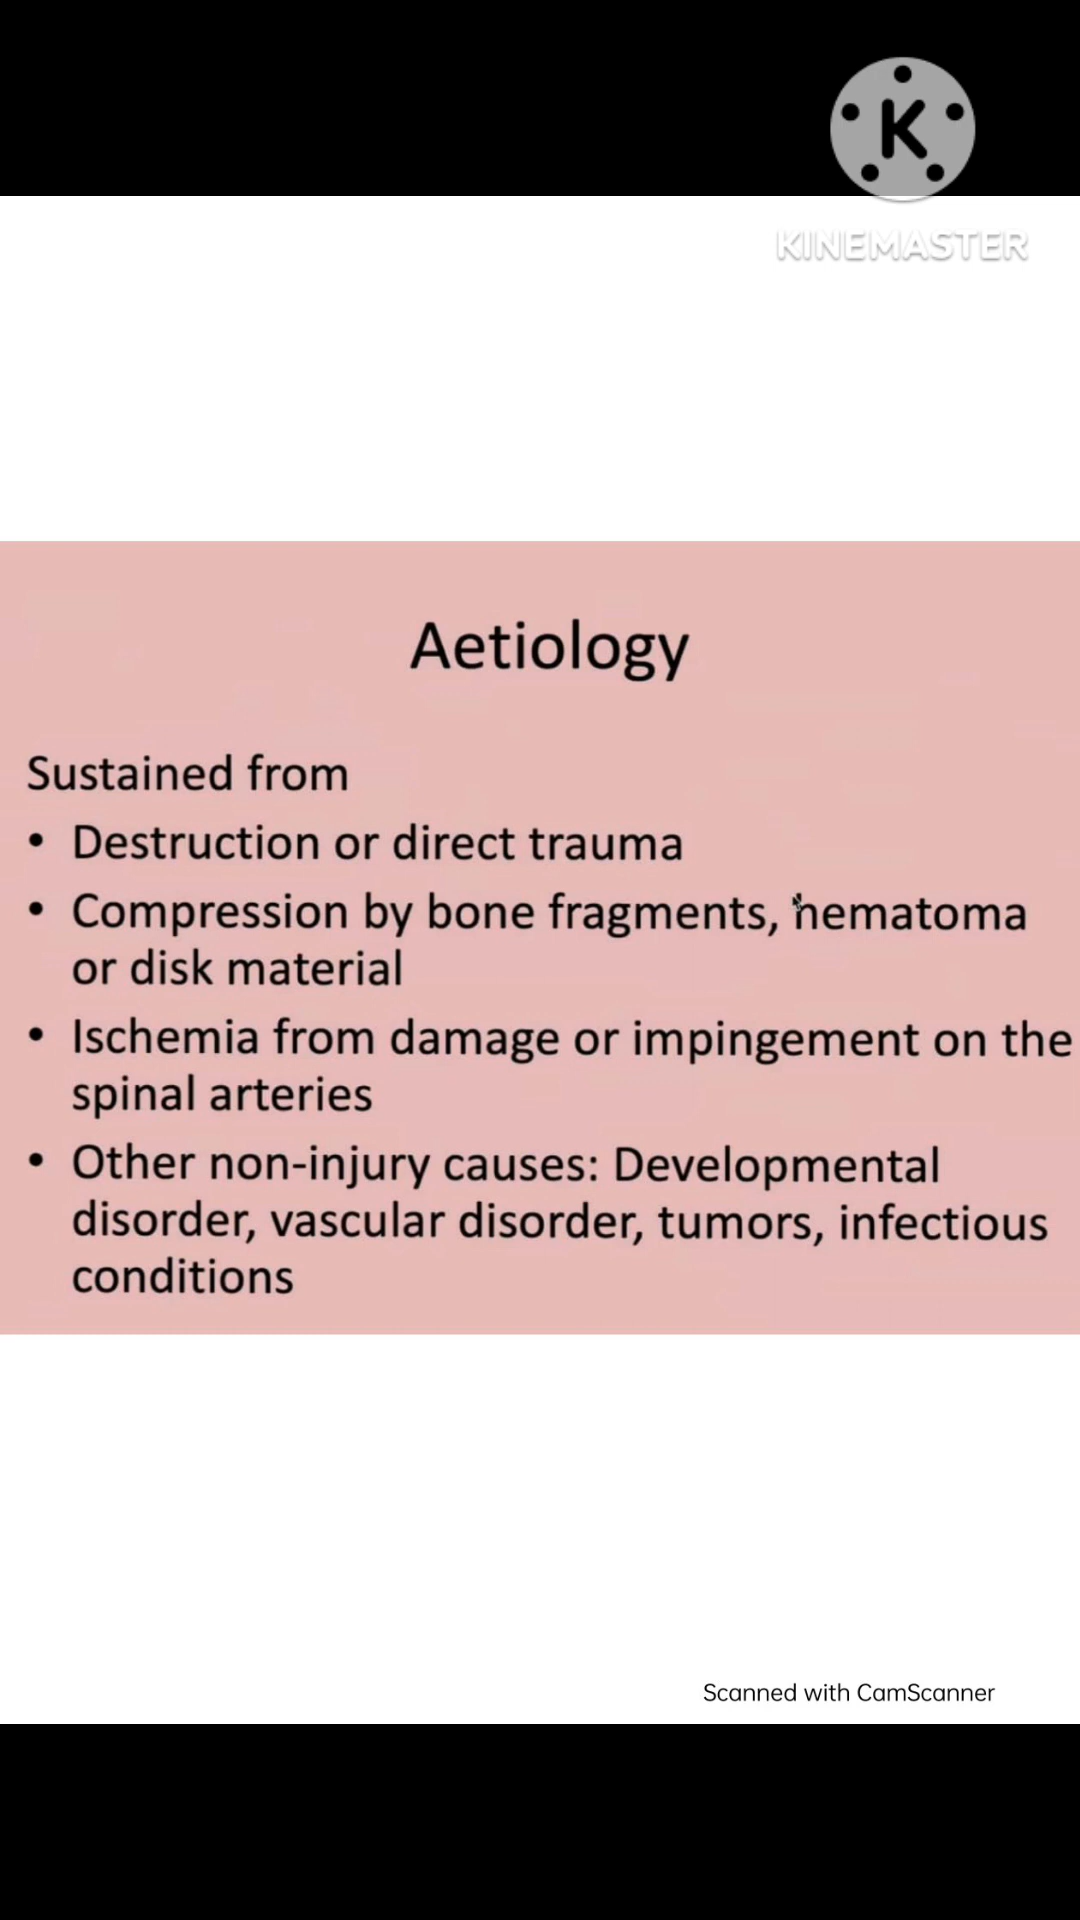 K
KINEMASTER
Aetiology
Sustained from
• Destruction or direct trauma
• Compression by bone fragments, hematoma
or disk material
• Ischemia from damage or impingement on the
spinal arteries
• Other non-injury causes: Developmental
disorder, vascular disorder, tumors, infectious
conditions
Scanned with CamScanner